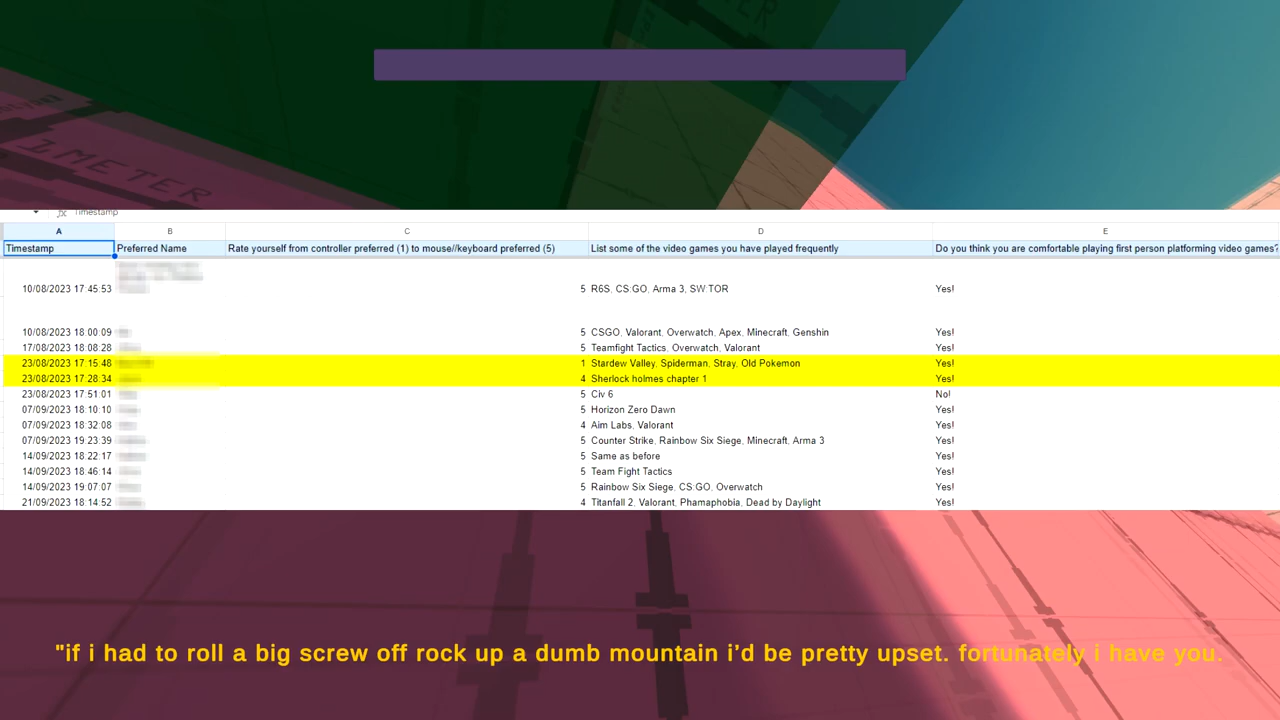 IMETER
fx Timestamp
A B C D E
Timestamp Preferred Name Rate yourself from controller preferred (1) to mouse//keyboard preferred (5) List some of the video games you have played frequently Do you think you are comfortable playing first person platforming video games?
10/08/2023 17:45:53 5 R6S, CS:GO, Arma 3, SW:TOR Yes!
10/08/2023 18:00:09 5 CSGO, Valorant, Overwatch, Apex, Minecraft, Genshin Yes!
17/08/2023 18:08:28 5 Teamfight Tactics, Overwatch, Valorant Yes!
23/08/2023 17:15:48 1 Stardew Valley, Spiderman, Stray, Old Pokemon Yes!
23/08/2023 17:28:34 4 Sherlock holmes chapter 1 Yes!
23/08/2023 17:51:01 5 Civ 6 No!
07/09/2023 18:10:10 5 Horizon Zero Dawn Yes!
07/09/2023 18:32:08 4 Aim Labs, Valorant Yes!
07/09/2023 19:23:39 5 Counter Strike, Rainbow Six Siege, Minecraft, Arma 3 Yes!
14/09/2023 18:22:17 5 Same as before Yes!
14/09/2023 18:46:14 5 Team Fight Tactics Yes!
14/09/2023 19:07:07 5 Rainbow Six Siege, CS:GO, Overwatch Yes!
21/09/2023 18:14:52 4 Titanfall 2, Valorant, Phamaphobia, Dead by Daylight Yes!
"if i had to roll a big screw off rock up a dumb mountain i'd be pretty upset. fortunately i have you.